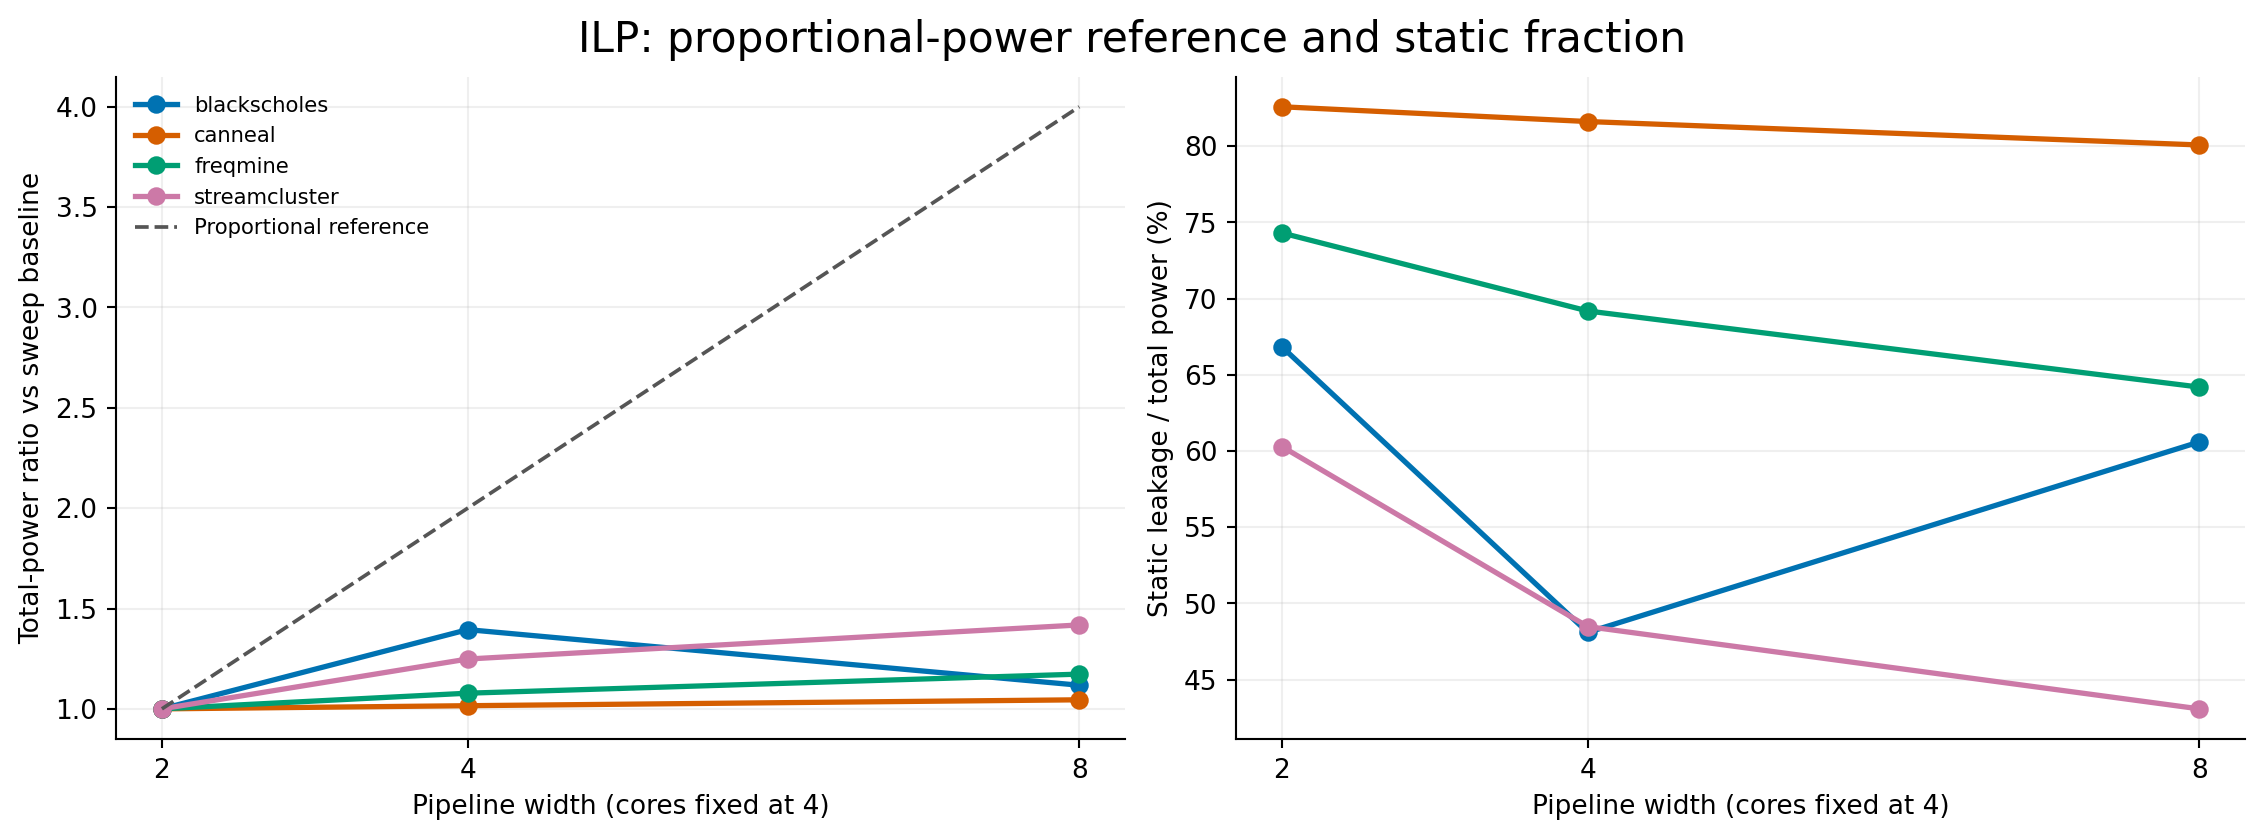 ILP: proportional-power reference and static fraction
Total-power ratio vs sweep baseline
4.0
3.5
3.0
2.5
2.0
1.5
1.0
blackscholes
canneal
freqmine
streamcluster
Proportional reference
2
4
8
Pipeline width (cores fixed at 4)
Static leakage / total power (%)
80
75
70
65
60
55
50
45
2
4
8
Pipeline width (cores fixed at 4)